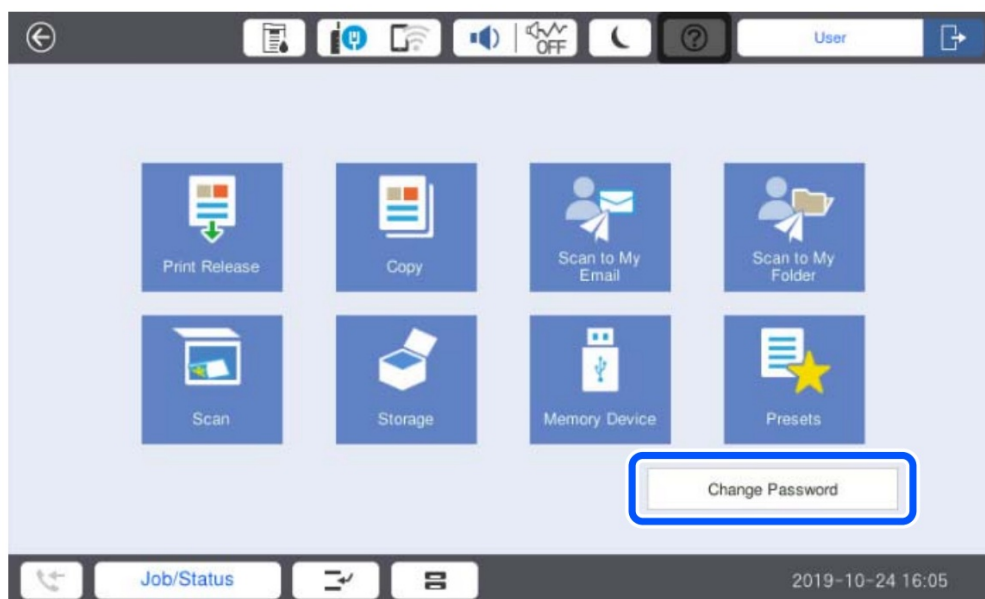 OFF
User
Print Release
Copy
Scan to My
Email
Scan to My
Folder
Scan
Storage
Memory Device
Presets
Change Password
Job/Status
2019-10-24 16:05